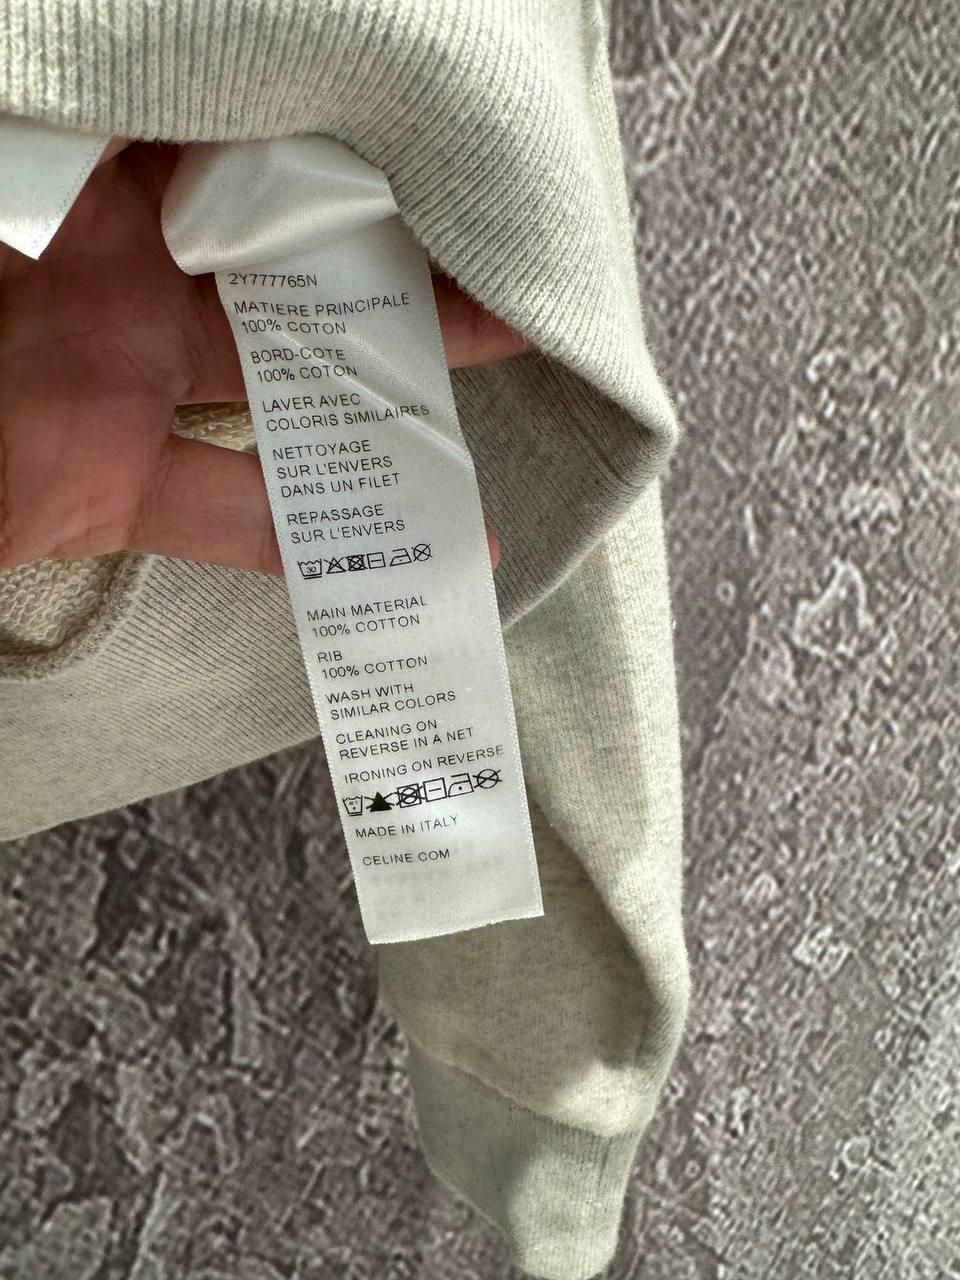 2Y777765N
MATIERE PRINCIPALE
100% COTON
BORD-COTE
100% COTON
LAVER AVEC
COLORIS SIMILAIRES
NETTOYAGE
SUR L'ENVERS
DANS UN FILET
REPASSAGE
SUR L'ENVERS
30
MAIN MATERIAL
100% COTTON
RIB
100% COTTON
WASH WITH
SIMILAR COLORS
CLEANING ON
REVERSE IN A NET
IRONING ON REVERSE
MADE IN ITALY
CELINE.COM